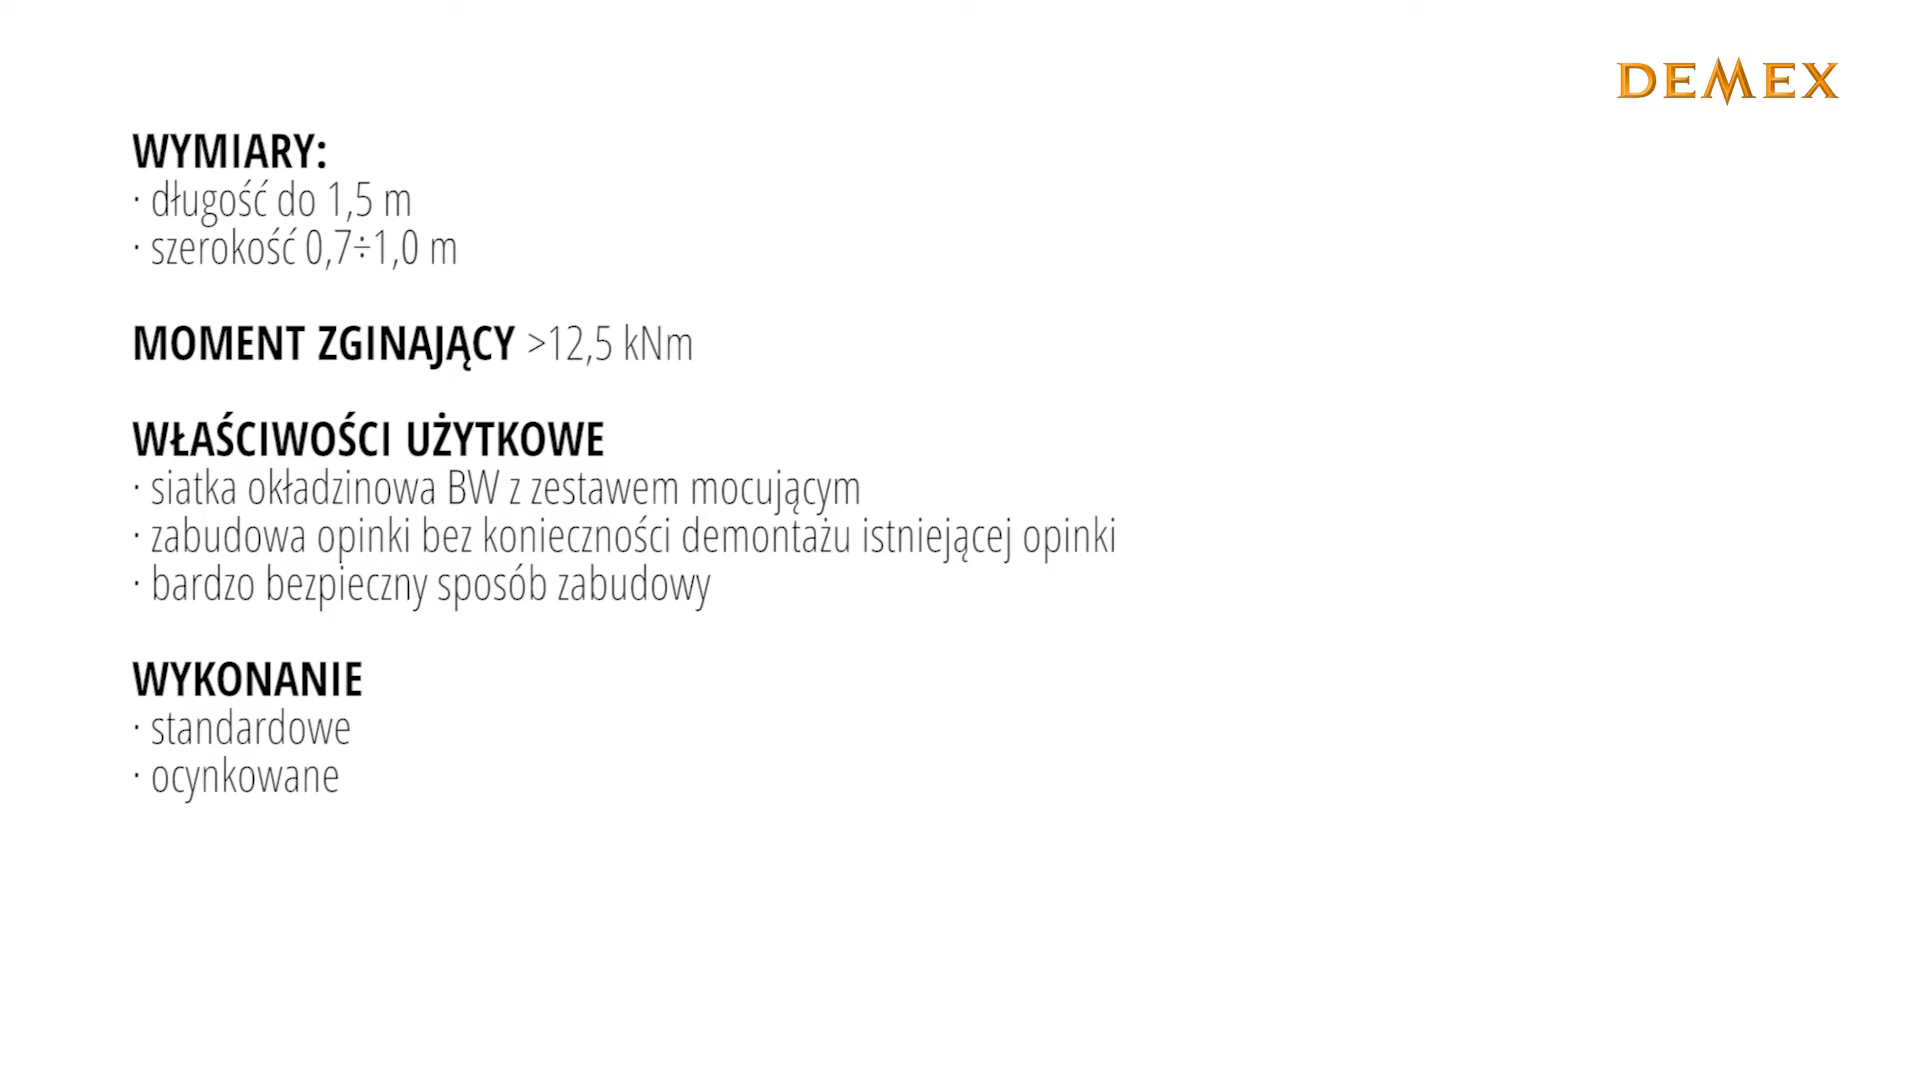 DEMEX
WYMIARY:
· długość do 1,5 m
· szerokość 0,7÷1,0 m
MOMENT ZGINAJĄCY >12,5 kNm
WŁAŚCIWOŚCI UŻYTKOWE
· siatka okładzinowa BW z zestawem mocującym
· zabudowa opinki bez konieczności demontażu istniejącej opinki
· bardzo bezpieczny sposób zabudowy
WYKONANIE
· standardowe
· ocynkowane